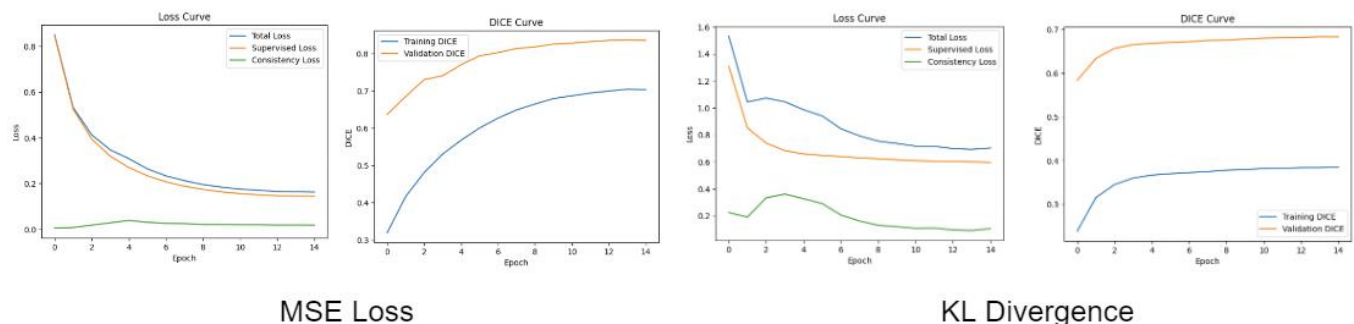 Loss Curve
Total Loss
Supervised Loss
Consistency Loss
Loss
0.8
0.6
0.4
0.2
0.0
0 2 4 6 8 10 12 14
Epoch
DICE Curve
Training DICE
Validation DICE
DICE
0.8
0.7
0.6
0.5
0.4
0.3
0 2 4 6 8 10 12 14
Epoch
MSE Loss
Loss Curve
Total Loss
Supervised Loss
Consistency Loss
Loss
1.6
1.4
1.2
1.0
0.8
0.6
0.4
0.2
0 2 4 6 8 10 12 14
Epoch
DICE Curve
DICE
0.7
0.6
0.5
0.4
0.3
Training DICE
Validation DICE
0 2 4 6 8 10 12 14
Epoch
KL Divergence